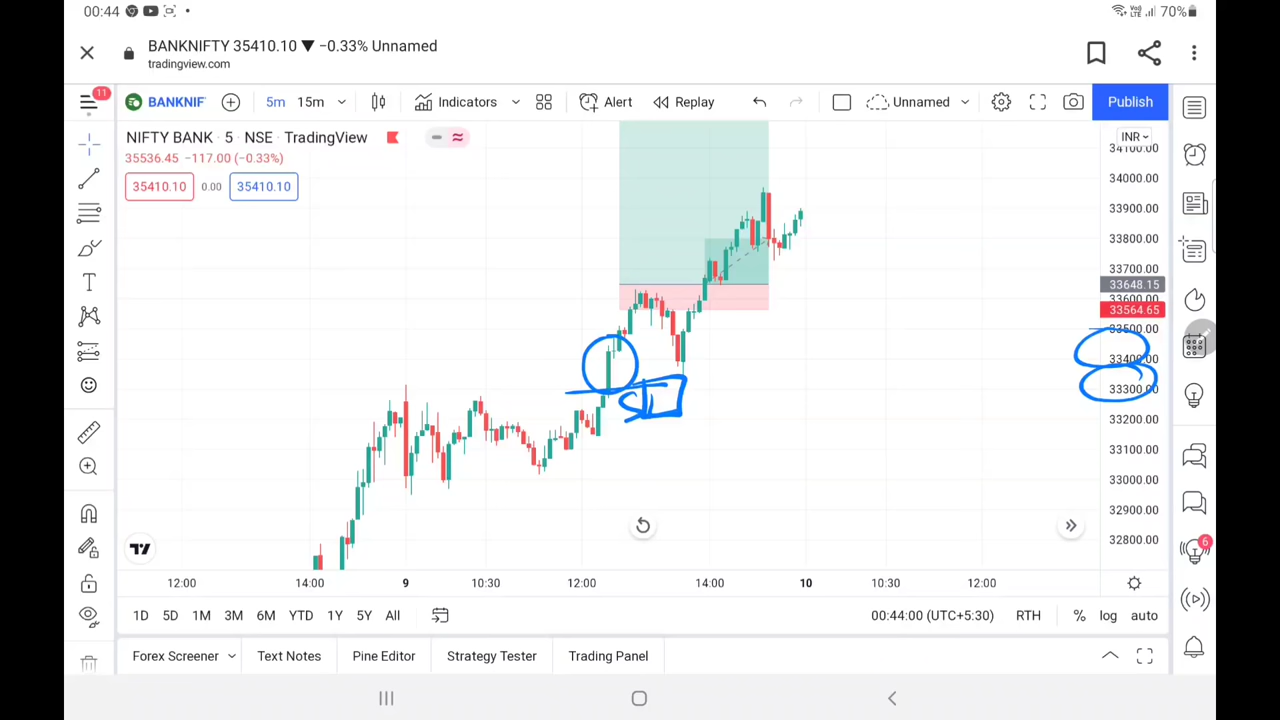 00:44
Voo LTE 70%
BANKNIFTY 35410.10 ▼ −0.33% Unnamed
tradingview.com
11
BANKNIF 5m 15m Indicators Alert Replay Unnamed Publish
NIFTY BANK · 5 NSE · TradingView
INR
35536.45 −117.00 (−0.33%)
35410.10 0.00 35410.10
34100.00
34000.00
33900.00
33800.00
33700.00
33648.15
33600.00
33564.65
33500.00
33400.00
33300.00
SL
33200.00
33100.00
33000.00
32900.00
32800.00
6
12:00 14:00 9 10:30 12:00 14:00 10 10:30 12:00
1D 5D 1M 3M 6M YTD 1Y 5Y All 00:44:00 (UTC+5:30) RTH % log auto
Forex Screener Text Notes Pine Editor Strategy Tester Trading Panel